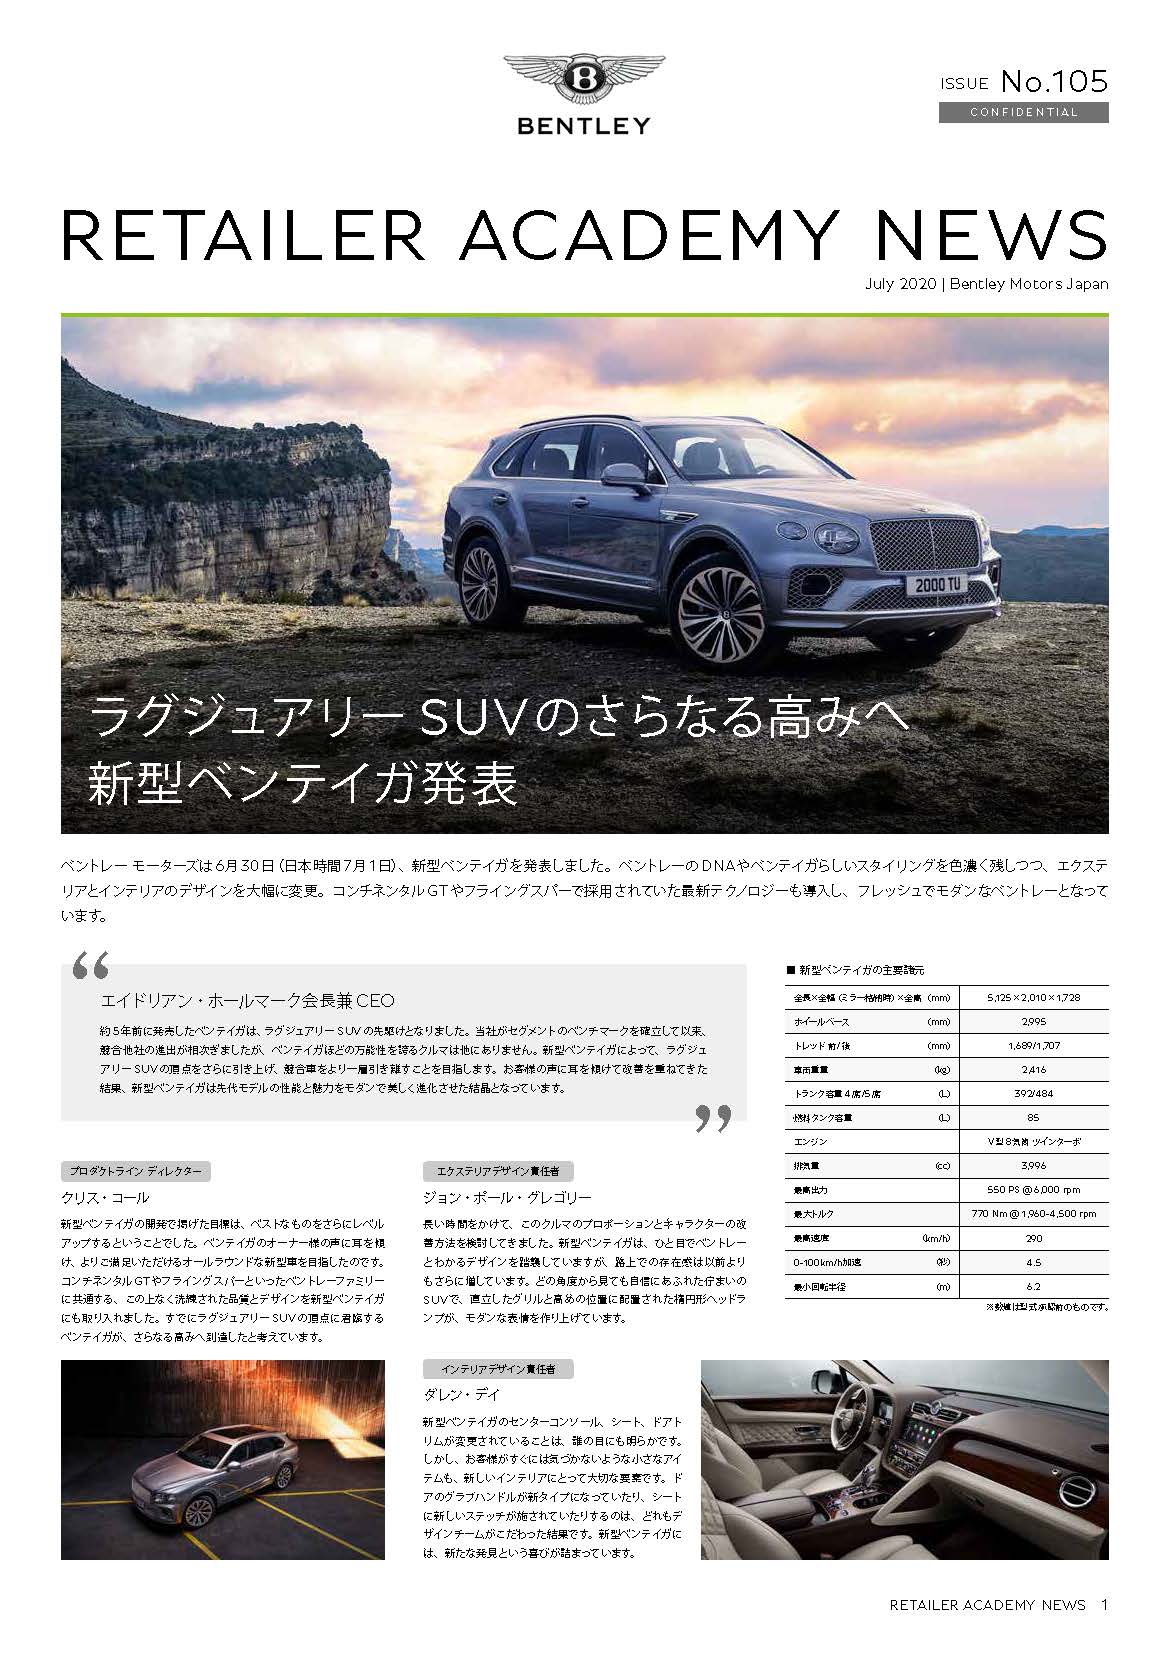 BENTLEY
ISSUE No.105
CONFIDENTIAL
RETAILER ACADEMY NEWS
July 2020 | Bentley Motors Japan
2000 TU
ラグジュアリー SUVのさらなる高みへ
新型ベンテイガ発表
ベントレー モーターズは6月30日（日本時間7月1日）、新型ベンテイガを発表しました。ベントレーのDNAやベンテイガらしいスタイリングを色濃く残しつつ、エクステ
リアとインテリアのデザインを大幅に変更。コンチネンタルGTやフライングスパーで採用されていた最新テクノロジーも導入し、フレッシュでモダンなベントレーとなって
います。
“
エイドリアン・ホールマーク会長兼CEO
約5年前に発売したベンテイガは、ラグジュアリーSUVの先駆けとなりました。当社がセグメントのベンチマークを確立して以来、
競合他社の進出が相次ぎましたが、ベンテイガほどの万能性を誇るクルマは他にありません。新型ベンテイガによって、ラグジュ
アリーSUVの頂点をさらに引き上げ、競合車をより一層引き離すことを目指します。お客様の声に耳を傾けて改善を重ねてきた
結果、新型ベンテイガは先代モデルの性能と魅力をモダンで美しく進化させた結晶となっています。
”
プロダクトライン ディレクター
クリス・コール
新型ベンテイガの開発で掲げた目標は、ベストなものをさらにレベル
アップするということでした。ベンテイガのオーナー様の声に耳を傾
け、よりご満足いただけるオールラウンドな新型車を目指したのです。
コンチネンタルGTやフライングスパーといったベントレーファミリー
に共通する、この上なく洗練された品質とデザインを新型ベンテイガ
にも取り入れました。すでにラグジュアリーSUVの頂点に君臨する
ベンテイガが、さらなる高みへ到達したと考えています。
エクステリアデザイン責任者
ジョン・ポール・グレゴリー
長い時間をかけて、このクルマのプロポーションとキャラクターの改
善方法を検討してきました。新型ベンテイガは、ひと目でベントレー
とわかるデザインを踏襲していますが、路上での存在感は以前より
もさらに増しています。どの角度から見ても自信にあふれた佇まいの
SUVで、直立したグリルと高めの位置に配置された楕円形ヘッドラ
ンプが、モダンな表情を作り上げています。
インテリアデザイン責任者
ダレン・デイ
新型ベンテイガのセンターコンソール、シート、ドアト
リムが変更されていることは、誰の目にも明らかです。
しかし、お客様がすぐには気づかないような小さなアイ
テムも、新しいインテリアにとって大切な要素です。ド
アのグラブハンドルが新タイプになっていたり、シート
に新しいステッチが施されていたりするのは、どれもデ
ザインチームがこだわった結果です。新型ベンテイガに
は、新たな発見という喜びが詰まっています。
■ 新型ベンテイガの主要諸元
全長×全幅（ミラー格納時）×全高 (mm) 5,125×2,010×1,728
ホイールベース (mm) 2,995
トレッド 前/後 (mm) 1,689/1,707
車両重量 (kg) 2,416
トランク容量 4席/5席 (L) 392/484
燃料タンク容量 (L) 85
エンジン V型8気筒 ツインターボ
排気量 (cc) 3,996
最高出力 550 PS @6,000 rpm
最大トルク 770 Nm @1,960-4,500 rpm
最高速度 (km/h) 290
0-100km/h加速 (秒) 4.5
最小回転半径 (m) 6.2
※数値は型式承認前のものです。
RETAILER ACADEMY NEWS 1